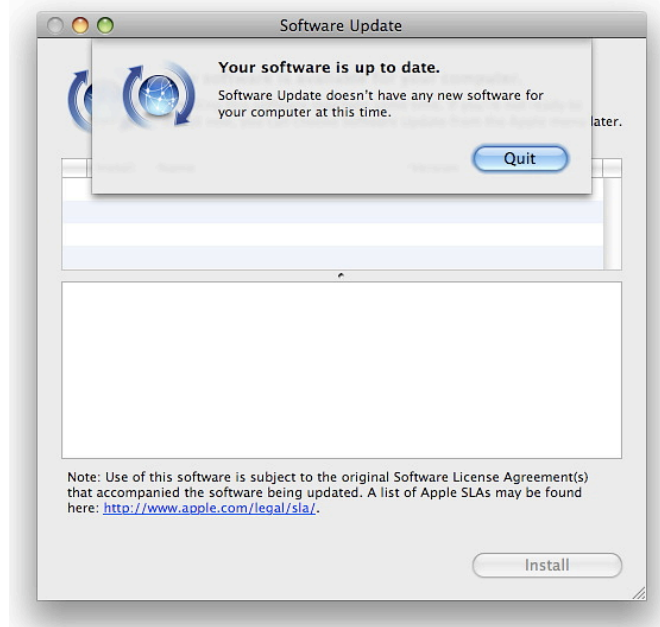 Software Update
Your software is up to date.
Software Update doesn't have any new software for
your computer at this time.
later.
Quit
Note: Use of this software is subject to the original Software License Agreement(s)
that accompanied the software being updated. A list of Apple SLAs may be found
here: http://www.apple.com/legal/sla/.
Install